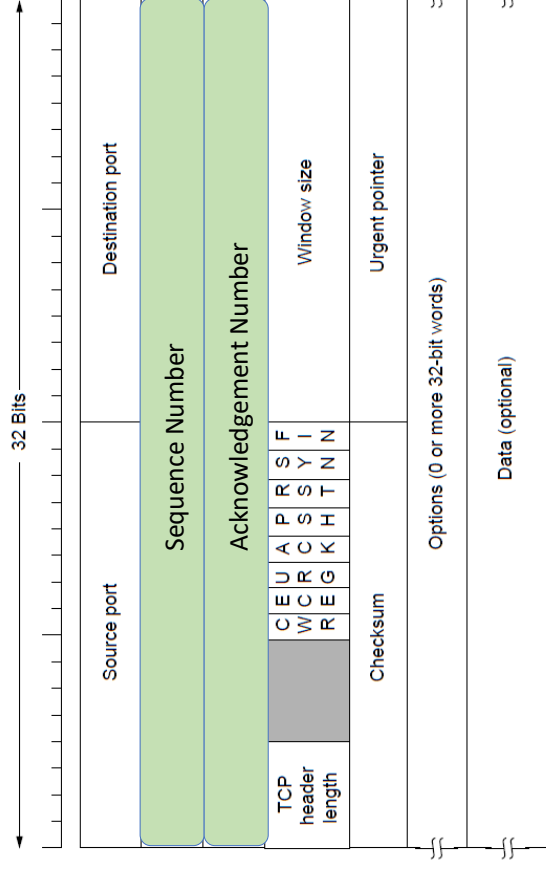 32 Bits
Source port
Destination port
Sequence Number
Acknowledgement Number
TCP
header
length
C
W
R
E
C
E
U
R
G
A
C
K
P
S
H
R
S
T
S
Y
N
F
I
N
Window size
Checksum
Urgent pointer
Options (0 or more 32-bit words)
Data (optional)